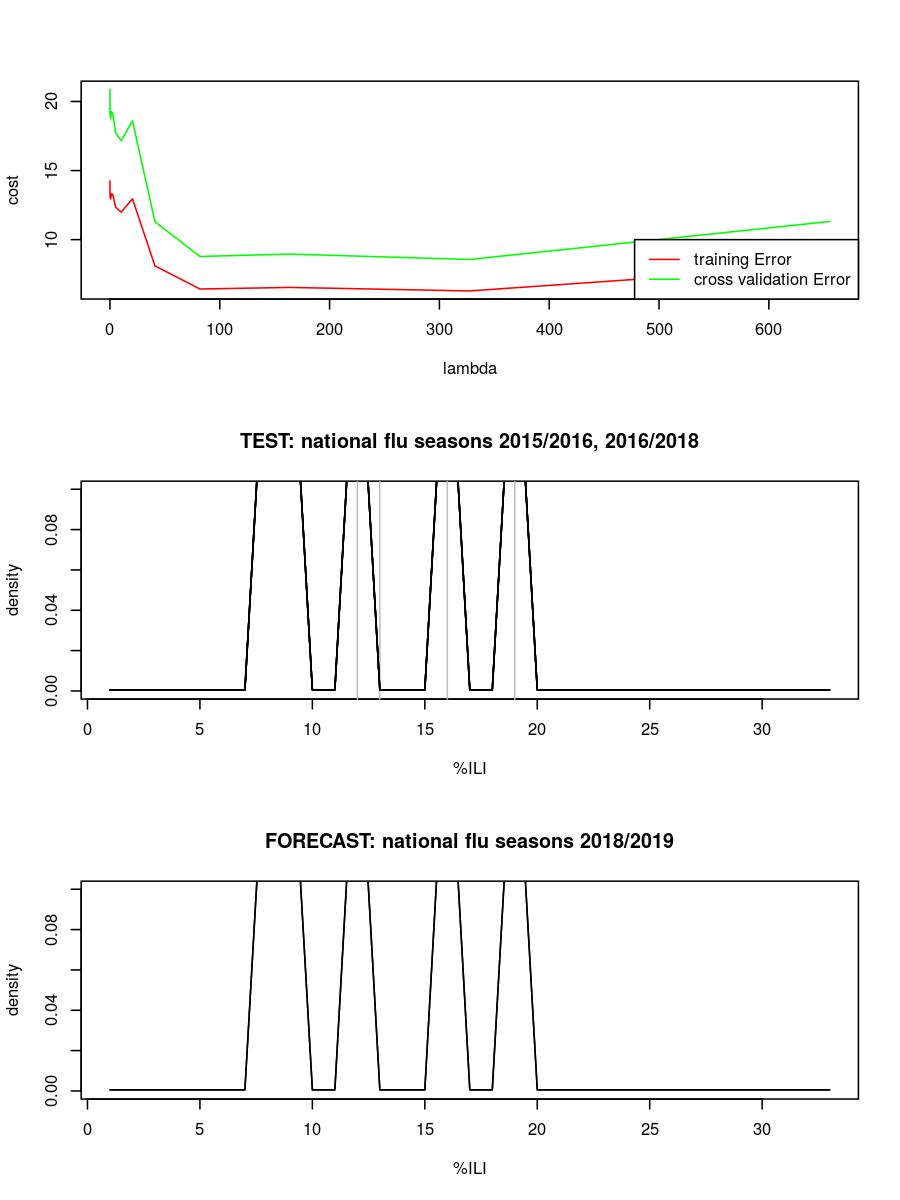 20
15
10
cost
training Error
cross validation Error
0 100 200 300 400 500 600
lambda
TEST: national flu seasons 2015/2016, 2016/2018
0.08
0.04
0.00
density
0 5 10 15 20 25 30
%ILI
FORECAST: national flu seasons 2018/2019
0.08
0.04
0.00
density
0 5 10 15 20 25 30
%ILI